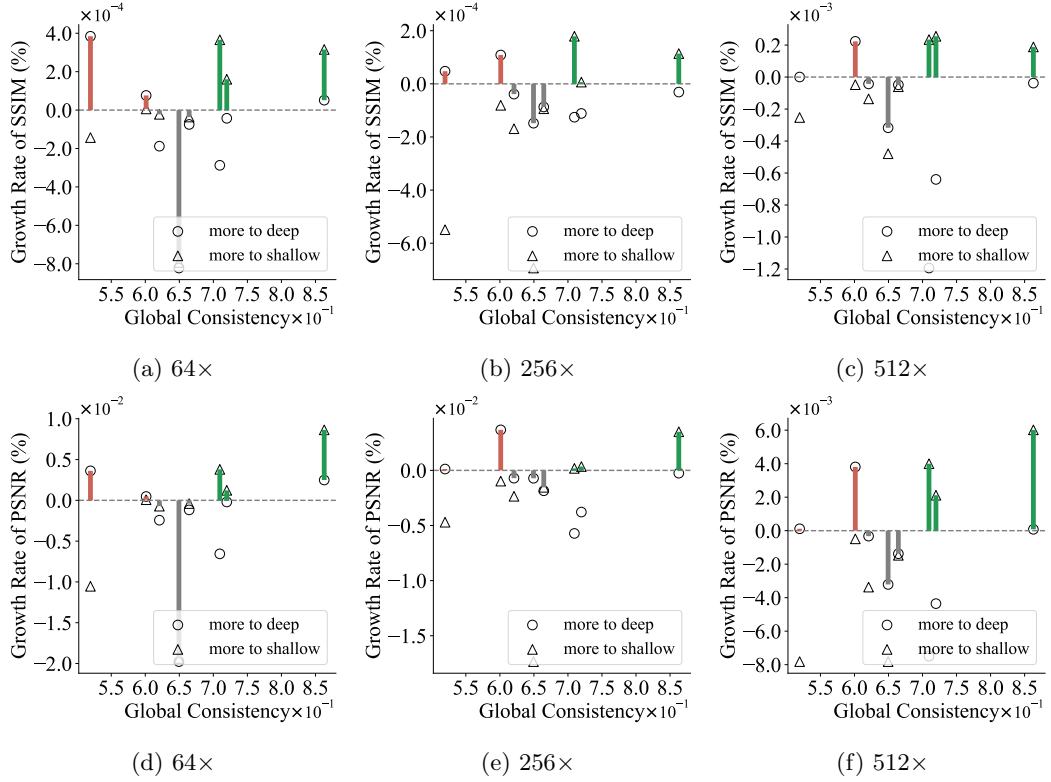 ×10⁻⁴
Growth Rate of SSIM (%)
4.0
2.0
0.0
−2.0
−4.0
−6.0
−8.0
more to deep
more to shallow
5.5 6.0 6.5 7.0 7.5 8.0 8.5
Global Consistency×10⁻¹
(a) 64×
×10⁻⁴
Growth Rate of SSIM (%)
2.0
0.0
−2.0
−4.0
−6.0
more to deep
more to shallow
5.5 6.0 6.5 7.0 7.5 8.0 8.5
Global Consistency×10⁻¹
(b) 256×
×10⁻³
Growth Rate of SSIM (%)
0.2
0.0
−0.2
−0.4
−0.6
−0.8
−1.0
−1.2
more to deep
more to shallow
5.5 6.0 6.5 7.0 7.5 8.0 8.5
Global Consistency×10⁻¹
(c) 512×
×10⁻²
Growth Rate of PSNR (%)
1.0
0.5
0.0
−0.5
−1.0
−1.5
−2.0
more to deep
more to shallow
5.5 6.0 6.5 7.0 7.5 8.0 8.5
Global Consistency×10⁻¹
(d) 64×
×10⁻²
Growth Rate of PSNR (%)
0.0
−0.5
−1.0
−1.5
more to deep
more to shallow
5.5 6.0 6.5 7.0 7.5 8.0 8.5
Global Consistency×10⁻¹
(e) 256×
×10⁻³
Growth Rate of PSNR (%)
6.0
4.0
2.0
0.0
−2.0
−4.0
−6.0
−8.0
more to deep
more to shallow
5.5 6.0 6.5 7.0 7.5 8.0 8.5
Global Consistency×10⁻¹
(f) 512×